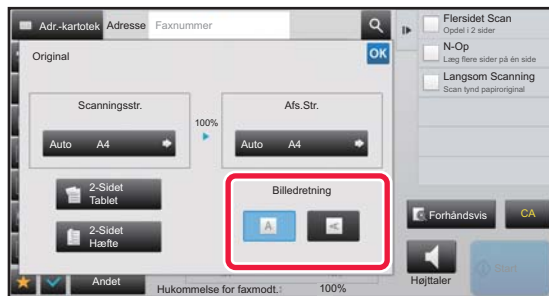 Adr.-kartotek
Adresse
Faxnummer
Original
OK
Scanningsstr.
100%
Afs.Str.
Auto A4
Auto A4
2-Sidet
Tablet
2-Sidet
Hæfte
Billedretning
A
A
Andet
Hukommelse for faxmodt.: 100%
Flersidet Scan
Opdel i 2 sider
N-Op
Læg flere sider på én side
Langsom Scanning
Scan tynd papiroriginal
Forhåndsvis
CA
Højttaler
Start